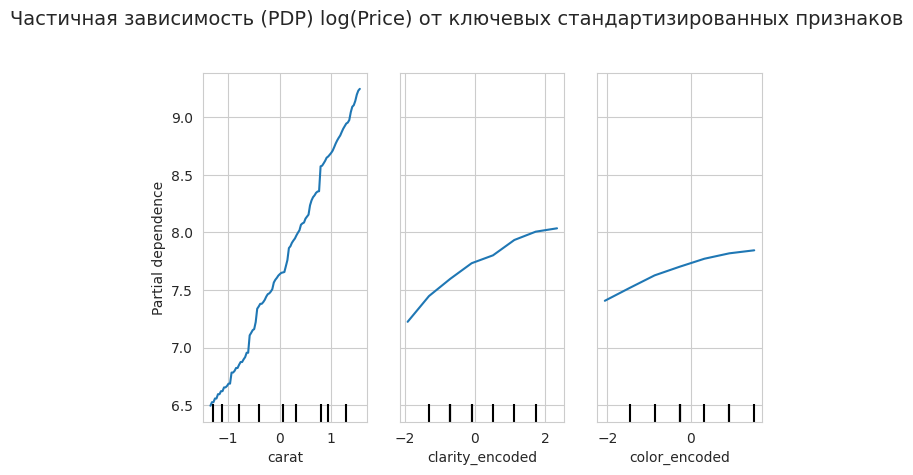 Частичная зависимость (PDP) log(Price) от ключевых стандартизированных признаков
Partial dependence
9.0
8.5
8.0
7.5
7.0
6.5
−1 0 1
carat
−2 0 2
clarity_encoded
−2 0
color_encoded